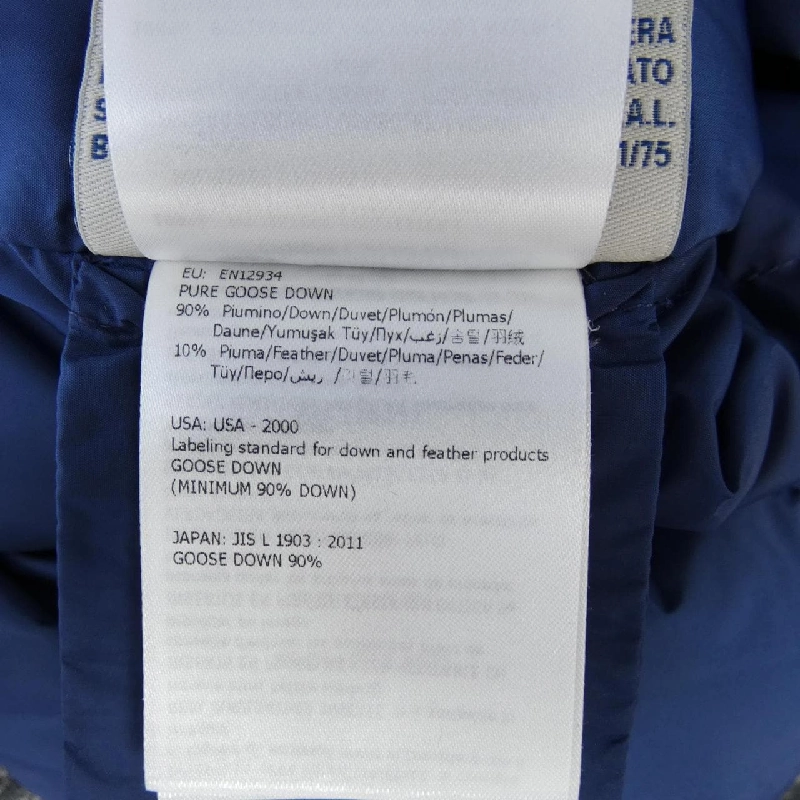 ERA
ATO
S A.L.
B 1/75
EU: EN12934
PURE GOOSE DOWN
90% Piumino/Down/Duvet/Plumón/Plumas/
Daune/Yumuşak Tüy/Пух/زغب/솜털/羽绒
10% Piuma/Feather/Duvet/Pluma/Penas/Feder/
Tüy/Перо/ريش /깃털/羽毛
USA: USA - 2000
Labeling standard for down and feather products
GOOSE DOWN
(MINIMUM 90% DOWN)
JAPAN: JIS L 1903 : 2011
GOOSE DOWN 90%